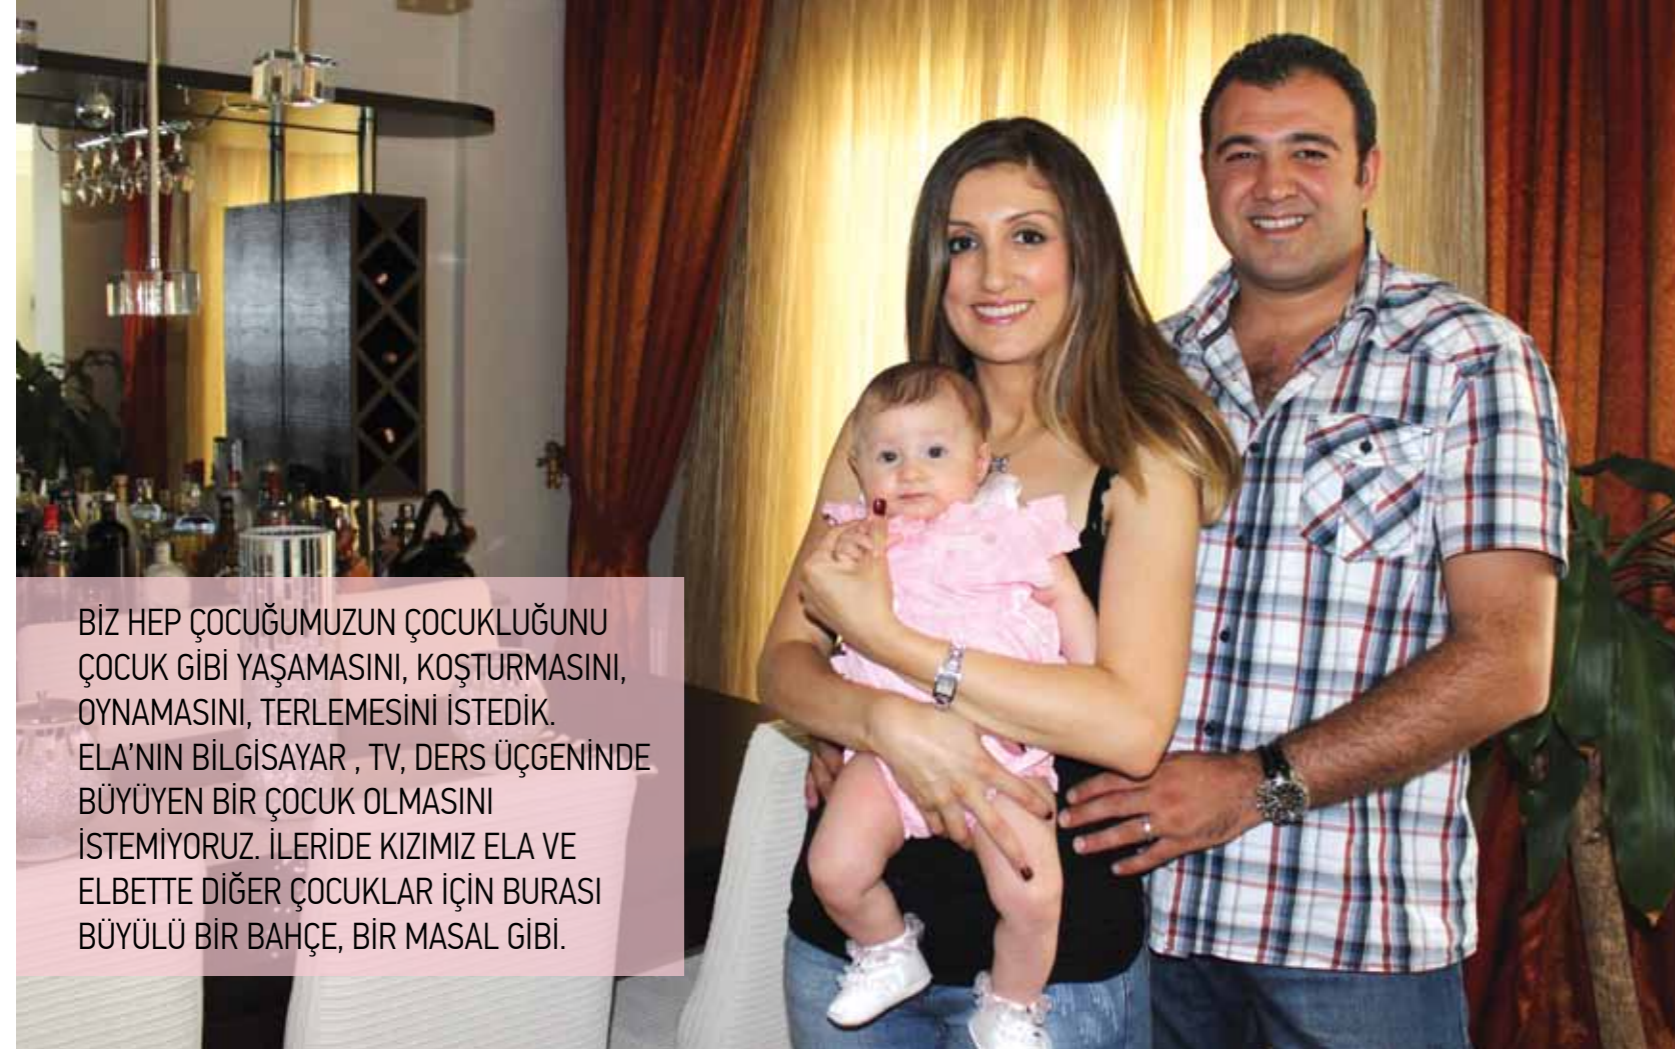 BİZ HEP ÇOCUĞUMUZUN ÇOCUKLUĞUNU
ÇOCUK GİBİ YAŞAMASINI, KOŞTURMASINI,
OYNAMASINI, TERLEMESİNİ İSTEDİK.
ELA’NIN BİLGİSAYAR , TV, DERS ÜÇGENİNDE
BÜYÜYEN BİR ÇOCUK OLMASINI
İSTEMİYORUZ. İLERİDE KIZIMIZ ELA VE
ELBETTE DİĞER ÇOCUKLAR İÇİN BURASI
BÜYÜLÜ BİR BAHÇE, BİR MASAL GİBİ.